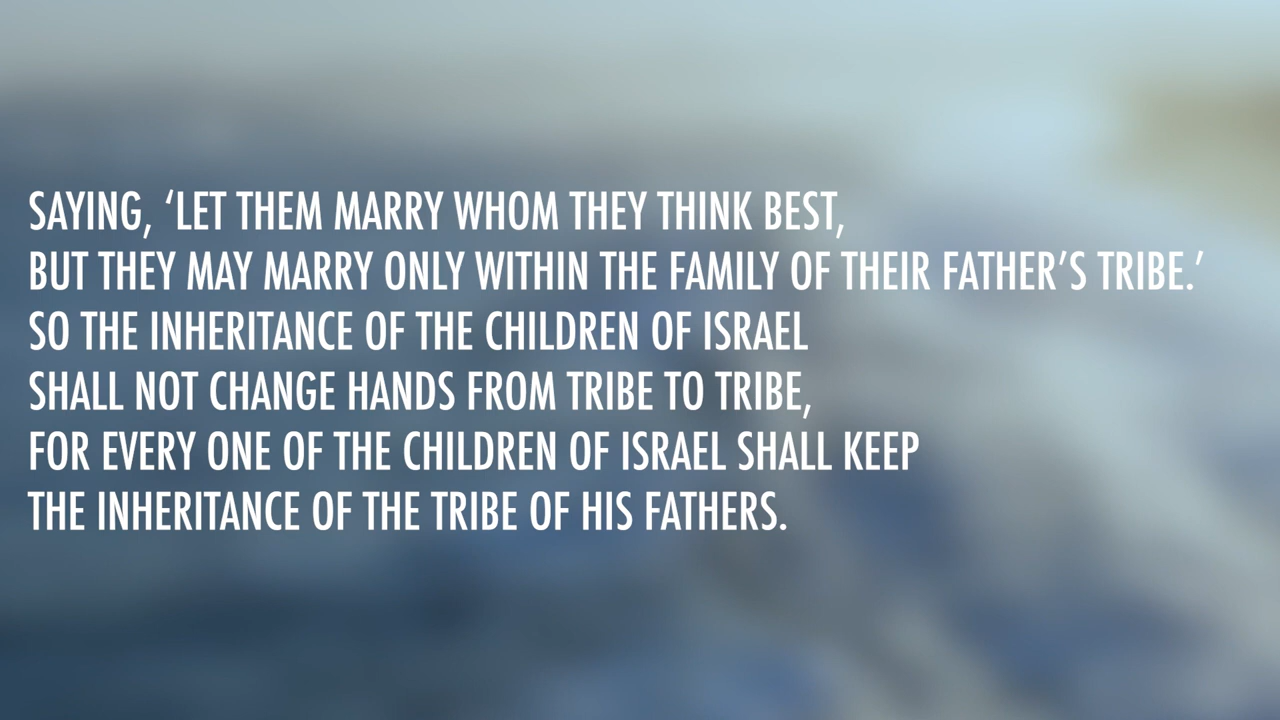 SAYING, ‘LET THEM MARRY WHOM THEY THINK BEST,
BUT THEY MAY MARRY ONLY WITHIN THE FAMILY OF THEIR FATHER’S TRIBE.’
SO THE INHERITANCE OF THE CHILDREN OF ISRAEL
SHALL NOT CHANGE HANDS FROM TRIBE TO TRIBE,
FOR EVERY ONE OF THE CHILDREN OF ISRAEL SHALL KEEP
THE INHERITANCE OF THE TRIBE OF HIS FATHERS.